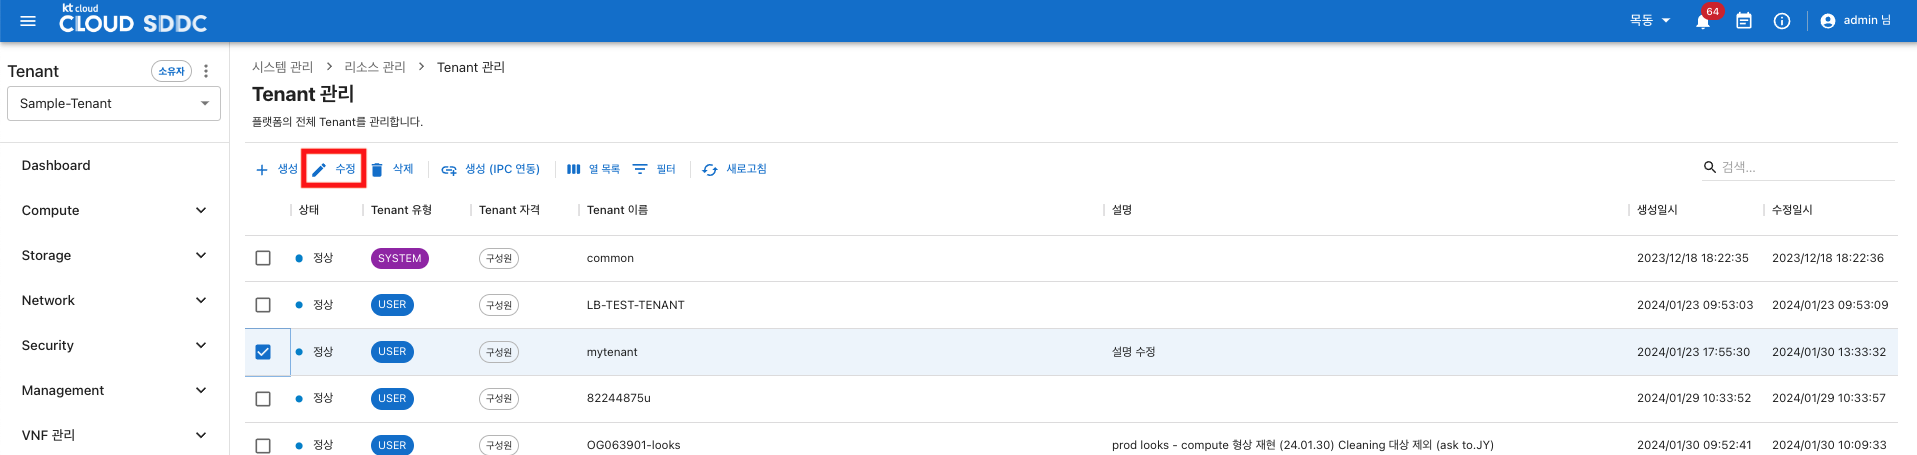 kt cloud
CLOUD SDDC
목동
64
admin 님
Tenant
소유자
Sample-Tenant
Dashboard
Compute
Storage
Network
Security
Management
VNF 관리
시스템 관리 > 리소스 관리 > Tenant 관리
Tenant 관리
플랫폼의 전체 Tenant를 관리합니다.
생성 수정 삭제 생성 (IPC 연동) 열 목록 필터 새로고침 검색...
상태 Tenant 유형 Tenant 자격 Tenant 이름 설명 생성일시 수정일시
정상 SYSTEM 구성원 common 2023/12/18 18:22:35 2023/12/18 18:22:36
정상 USER 구성원 LB-TEST-TENANT 2024/01/23 09:53:03 2024/01/23 09:53:09
정상 USER 구성원 mytenant 설명 수정 2024/01/23 17:55:30 2024/01/30 13:33:32
정상 USER 구성원 82244875u 2024/01/29 10:33:52 2024/01/29 10:33:57
정상 USER 구성원 OG063901-looks prod looks - compute 형상 재현 (24.01.30) Cleaning 대상 제외 (ask to.JY) 2024/01/30 09:52:41 2024/01/30 10:09:33